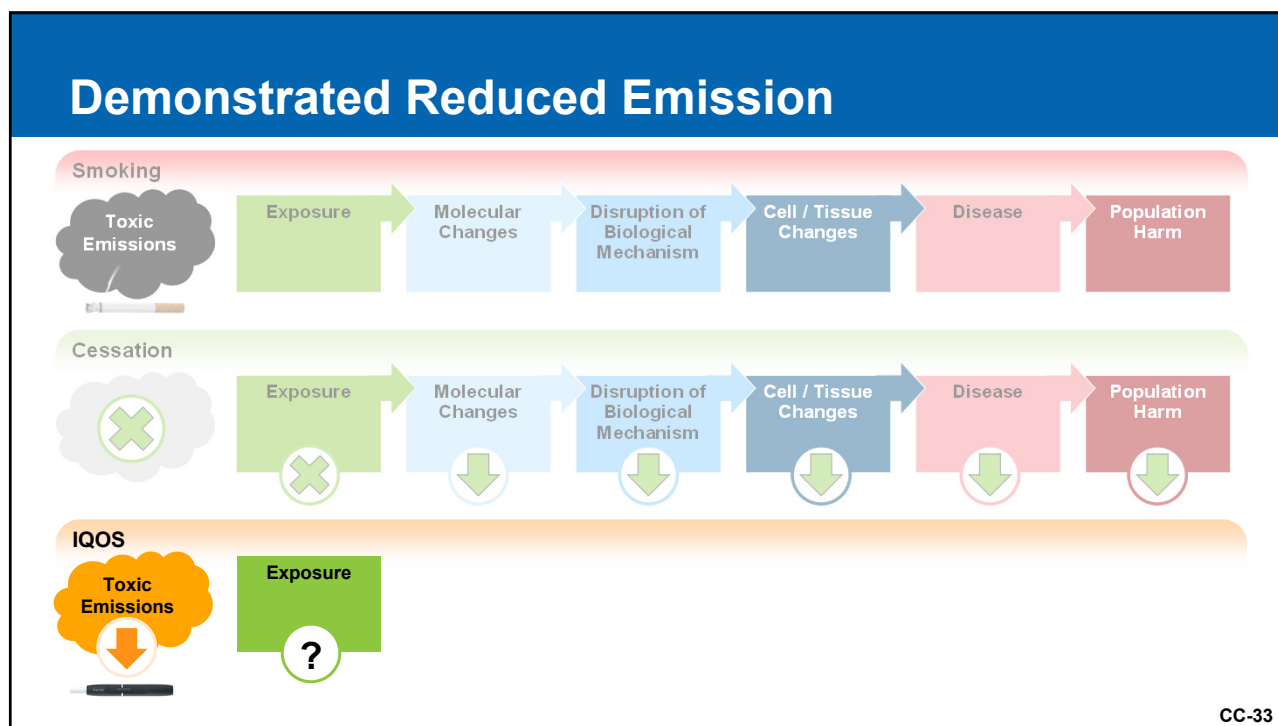 Demonstrated Reduced Emission
Smoking
Toxic
Emissions
Exposure
Molecular
Changes
Disruption of
Biological
Mechanism
Cell / Tissue
Changes
Disease
Population
Harm
Cessation
Exposure
Molecular
Changes
Disruption of
Biological
Mechanism
Cell / Tissue
Changes
Disease
Population
Harm
IQOS
Toxic
Emissions
Exposure
?
CC-33